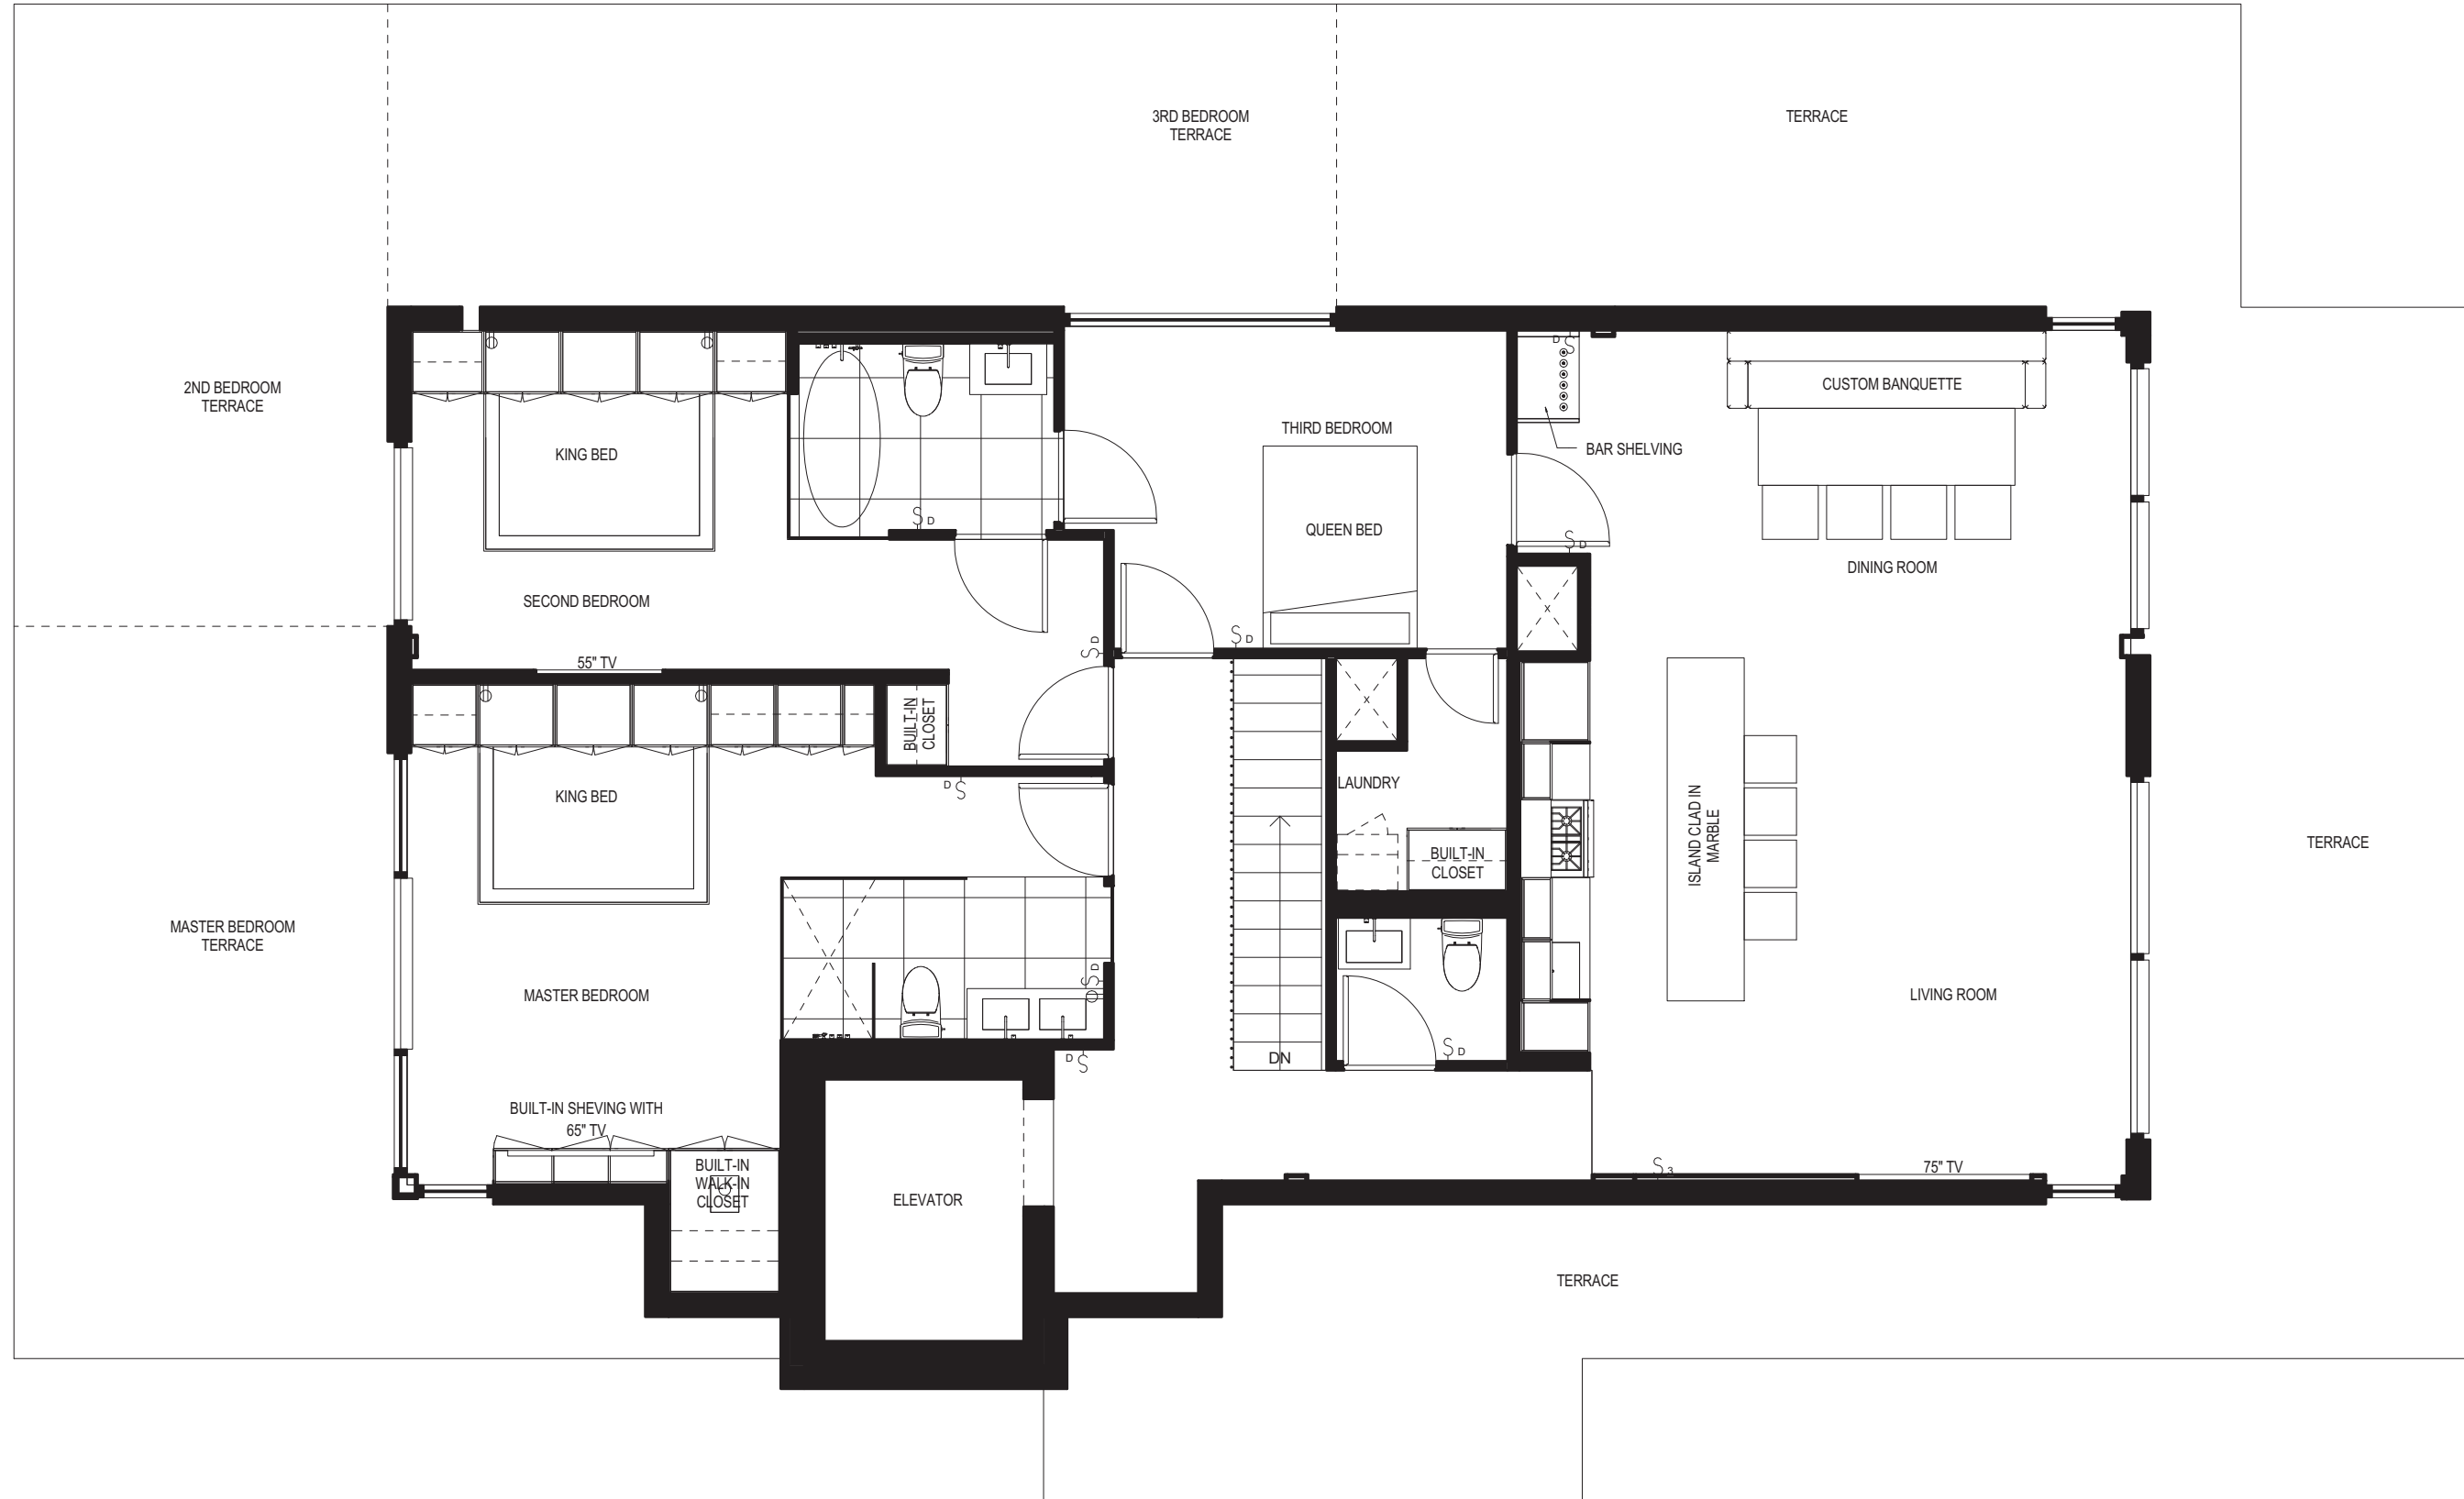 3RD BEDROOM
TERRACE
TERRACE
2ND BEDROOM
TERRACE
CUSTOM BANQUETTE
THIRD BEDROOM
BAR SHELVING
KING BED
QUEEN BED
DINING ROOM
SECOND BEDROOM
55" TV
BUILT-IN
CLOSET
KING BED
LAUNDRY
BUILT-IN
CLOSET
ISLAND CLAD IN
MARBLE
TERRACE
MASTER BEDROOM
TERRACE
MASTER BEDROOM
LIVING ROOM
DN
BUILT-IN SHEVING WITH
65" TV
BUILT-IN
WALK-IN
CLOSET
ELEVATOR
75" TV
TERRACE
S D
S D
S D
S D
S D
D S
D S
S D
D S
S D
S 3
X
X